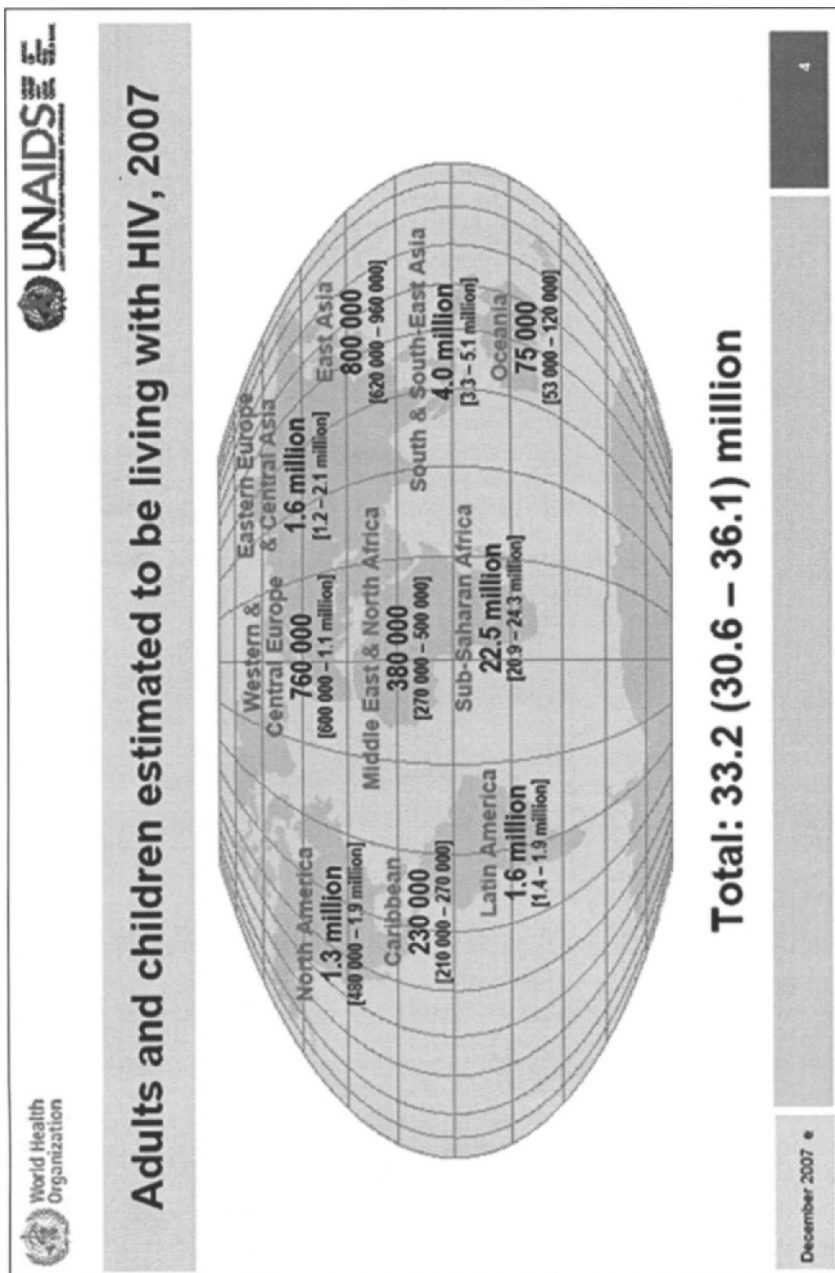 World Health
Organization
UNAIDS
Adults and children estimated to be living with HIV, 2007
North America
1.3 million
[480 000 – 1.9 million]
Caribbean
230 000
[210 000 – 270 000]
Latin America
1.6 million
[1.4 – 1.9 million]
Western &
Central Europe
760 000
[600 000 – 1.1 million]
Middle East & North Africa
380 000
[270 000 – 500 000]
Sub-Saharan Africa
22.5 million
[20.9 – 24.3 million]
Eastern Europe
& Central Asia
1.6 million
[1.2 – 2.1 million]
East Asia
800 000
[620 000 – 960 000]
South & South-East Asia
4.0 million
[3.3 – 5.1 million]
Oceania
75 000
[53 000 – 120 000]
Total: 33.2 (30.6 – 36.1) million
December 2007 e
4